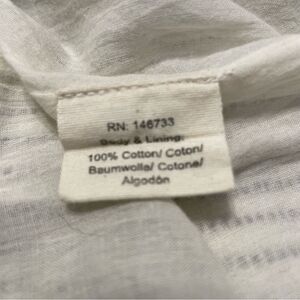 RN: 146733
Body & Lining:
100% Cotton/ Coton/
Baumwolle/ Cotone/
Algodón